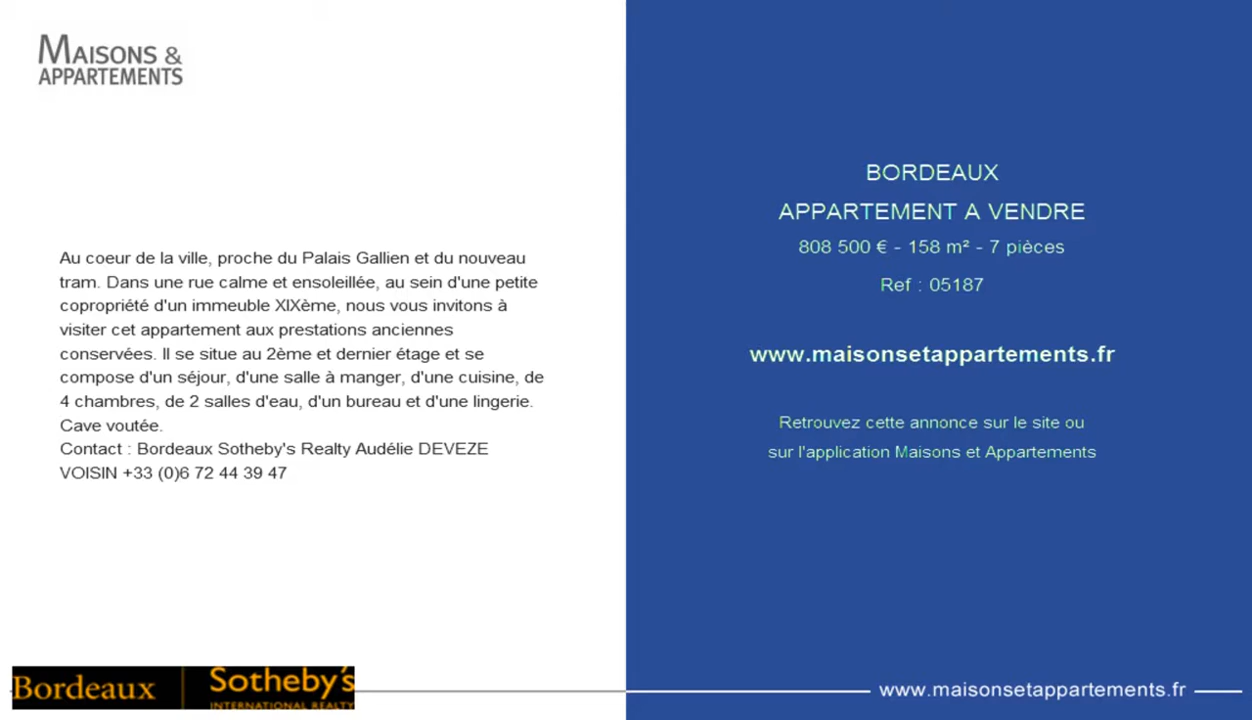 MAISONS &
APPARTEMENTS
Au coeur de la ville, proche du Palais Gallien et du nouveau
tram. Dans une rue calme et ensoleillée, au sein d'une petite
copropriété d'un immeuble XIXème, nous vous invitons à
visiter cet appartement aux prestations anciennes
conservées. Il se situe au 2ème et dernier étage et se
compose d'un séjour, d'une salle à manger, d'une cuisine, de
4 chambres, de 2 salles d'eau, d'un bureau et d'une lingerie.
Cave voutée.
Contact : Bordeaux Sotheby's Realty Audélie DEVEZE
VOISIN +33 (0)6 72 44 39 47
BORDEAUX
APPARTEMENT A VENDRE
808 500 € - 158 m² - 7 pièces
Ref : 05187
www.maisonsetappartements.fr
Retrouvez cette annonce sur le site ou
sur l'application Maisons et Appartements
Bordeaux
Sotheby's
INTERNATIONAL REALTY
www.maisonsetappartements.fr